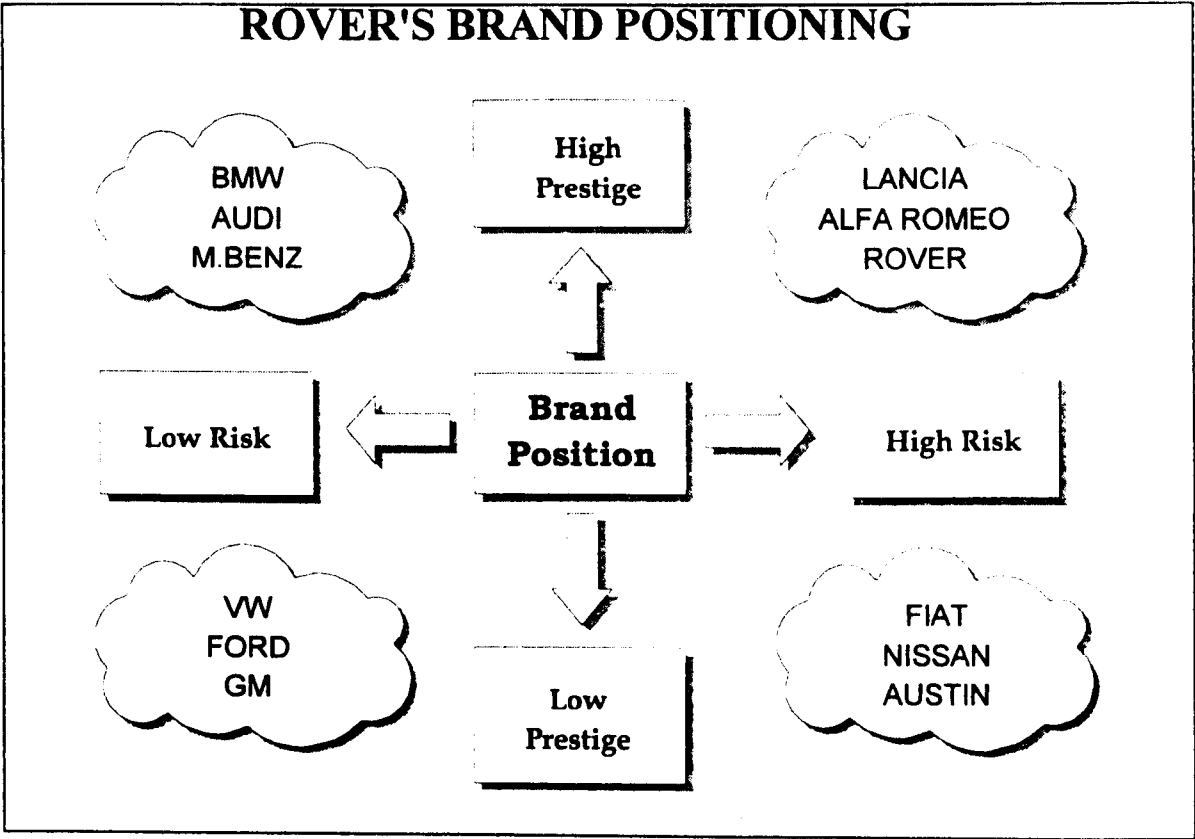 ROVER'S BRAND POSITIONING
BMW
AUDI
M.BENZ
High
Prestige
LANCIA
ALFA ROMEO
ROVER
Low Risk
Brand
Position
High Risk
VW
FORD
GM
Low
Prestige
FIAT
NISSAN
AUSTIN